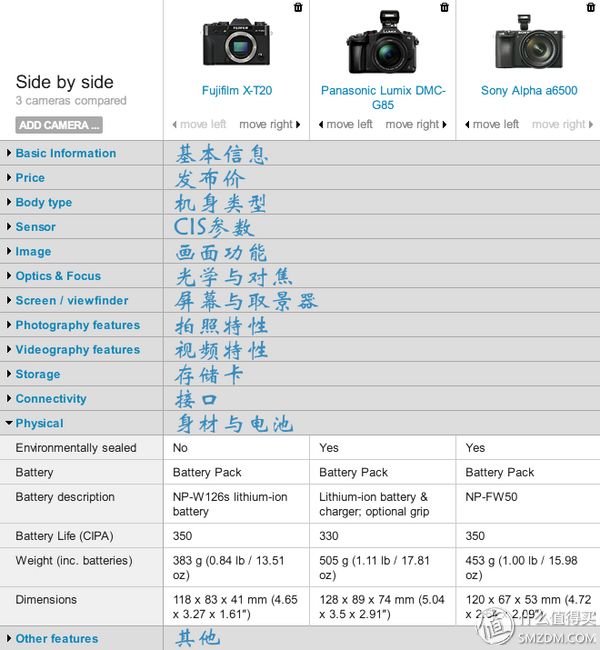 Side by side
3 cameras compared
ADD CAMERA ...
FUJIFILM
Fujifilm X-T20
move left move right
LUMIX
Panasonic Lumix DMC-
G85
move left move right
SONY
Sony Alpha a6500
move left move right
Basic Information 基本信息
Price 发布价
Body type 机身类型
Sensor CIS参数
Image 画面功能
Optics & Focus 光学与对焦
Screen / viewfinder 屏幕与取景器
Photography features 拍照特性
Videography features 视频特性
Storage 存储卡
Connectivity 接口
Physical 身材与电池
Environmentally sealed No Yes Yes
Battery Battery Pack Battery Pack Battery Pack
Battery description NP-W126s lithium-ion Lithium-ion battery & NP-FW50
battery charger; optional grip
Battery Life (CIPA) 350 330 350
Weight (inc. batteries) 383 g (0.84 lb / 13.51 505 g (1.11 lb / 17.81 453 g (1.00 lb / 15.98
oz) oz) oz)
Dimensions 118 x 83 x 41 mm (4.65 128 x 89 x 74 mm (5.04 120 x 67 x 53 mm (4.72
x 3.27 x 1.61″) x 3.5 x 2.91″) x 2.09″)
Other features 其他
值 什么值得买
SMZDM.COM